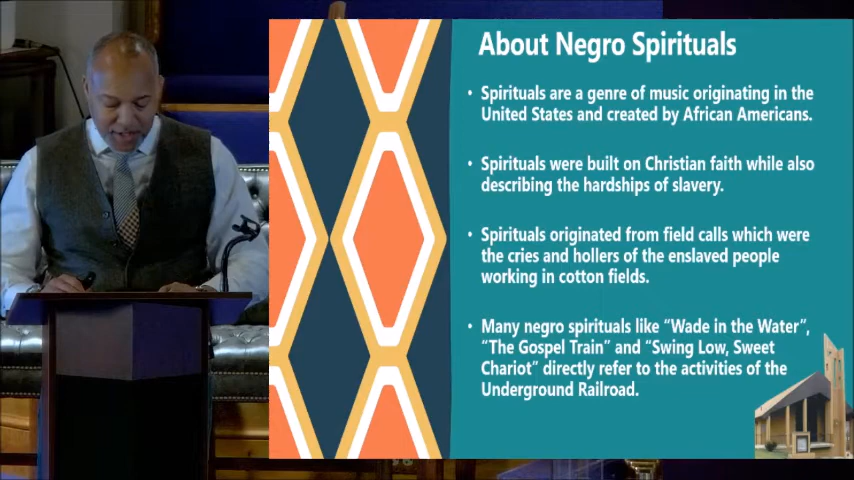 About Negro Spirituals
• Spirituals are a genre of music originating in the
United States and created by African Americans.
• Spirituals were built on Christian faith while also
describing the hardships of slavery.
• Spirituals originated from field calls which were
the cries and hollers of the enslaved people
working in cotton fields.
• Many negro spirituals like “Wade in the Water”,
“The Gospel Train” and “Swing Low, Sweet
Chariot” directly refer to the activities of the
Underground Railroad.